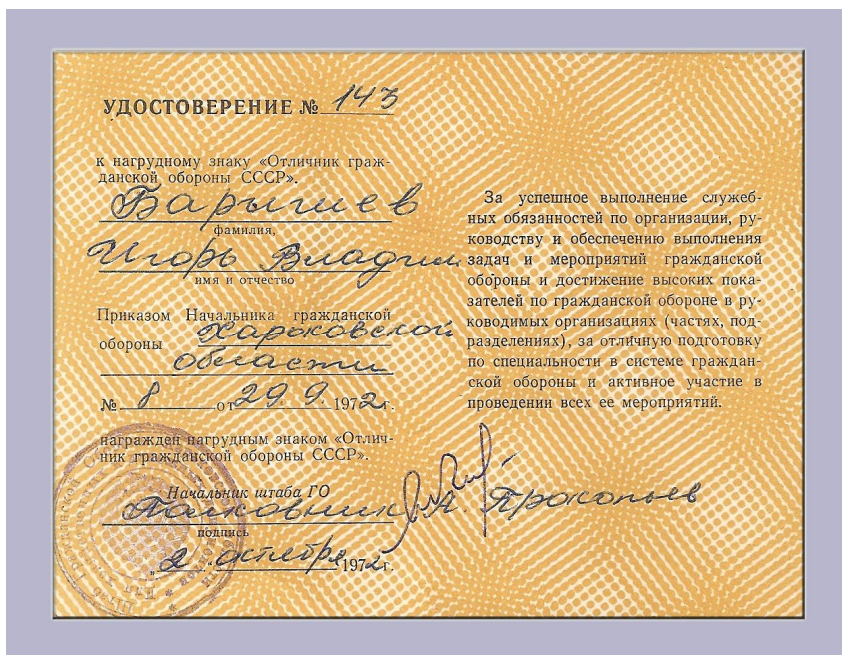 УДОСТОВЕРЕНИЕ № 143
к нагрудному знаку «Отличник граж-
данской обороны СССР».
Барышев
фамилия,
Игорь Владим
имя и отчество
Приказом Начальника гражданской
обороны Харьковской
области
№ 8 от 29.9. 1972г.
награжден нагрудным знаком «Отлич-
ник гражданской обороны СССР».
Начальник штаба ГО
Полковник А. Прокопьев
подпись
„2 “ октября 1972г.
За успешное выполнение служеб-
ных обязанностей по организации, ру-
ководству и обеспечению выполнения
задач и мероприятий гражданской
обороны и достижение высоких пока-
зателей по гражданской обороне в ру-
ководимых организациях (частях, под-
разделениях), за отличную подготовку
по специальности в системе граждан-
ской обороны и активное участие в
проведении всех ее мероприятий.